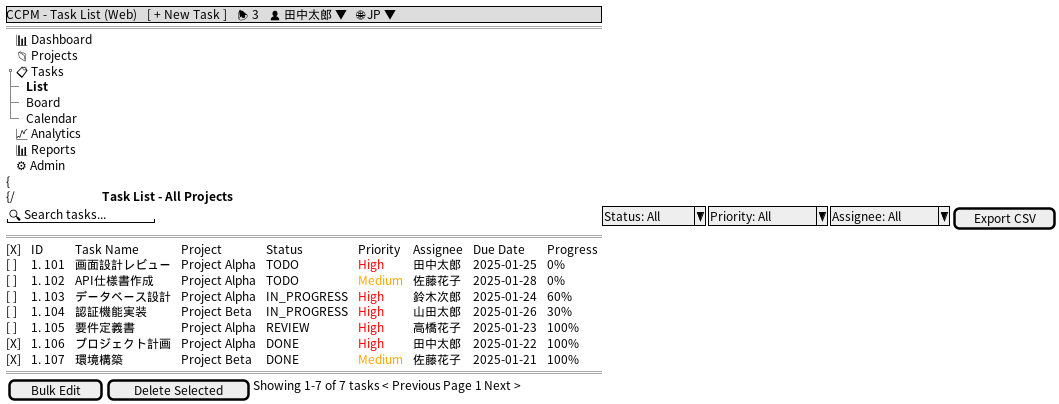 CCPM - Task List (Web) [ + New Task ] 3 田中太郎 ▼ JP ▼
Dashboard
Projects
Tasks
List
Board
Calendar
Analytics
Reports
Admin
{
{/ Task List - All Projects
Search tasks... Status: All ▼ Priority: All ▼ Assignee: All ▼ Export CSV
[X] ID Task Name Project Status Priority Assignee Due Date Progress
[ ] 1. 101 画面設計レビュー Project Alpha TODO High 田中太郎 2025-01-25 0%
[ ] 1. 102 API仕様書作成 Project Alpha TODO Medium 佐藤花子 2025-01-28 0%
[ ] 1. 103 データベース設計 Project Alpha IN_PROGRESS High 鈴木次郎 2025-01-24 60%
[ ] 1. 104 認証機能実装 Project Beta IN_PROGRESS High 山田太郎 2025-01-26 30%
[ ] 1. 105 要件定義書 Project Alpha REVIEW High 高橋花子 2025-01-23 100%
[X] 1. 106 プロジェクト計画 Project Alpha DONE High 田中太郎 2025-01-22 100%
[X] 1. 107 環境構築 Project Beta DONE Medium 佐藤花子 2025-01-21 100%
Bulk Edit Delete Selected Showing 1-7 of 7 tasks < Previous Page 1 Next >